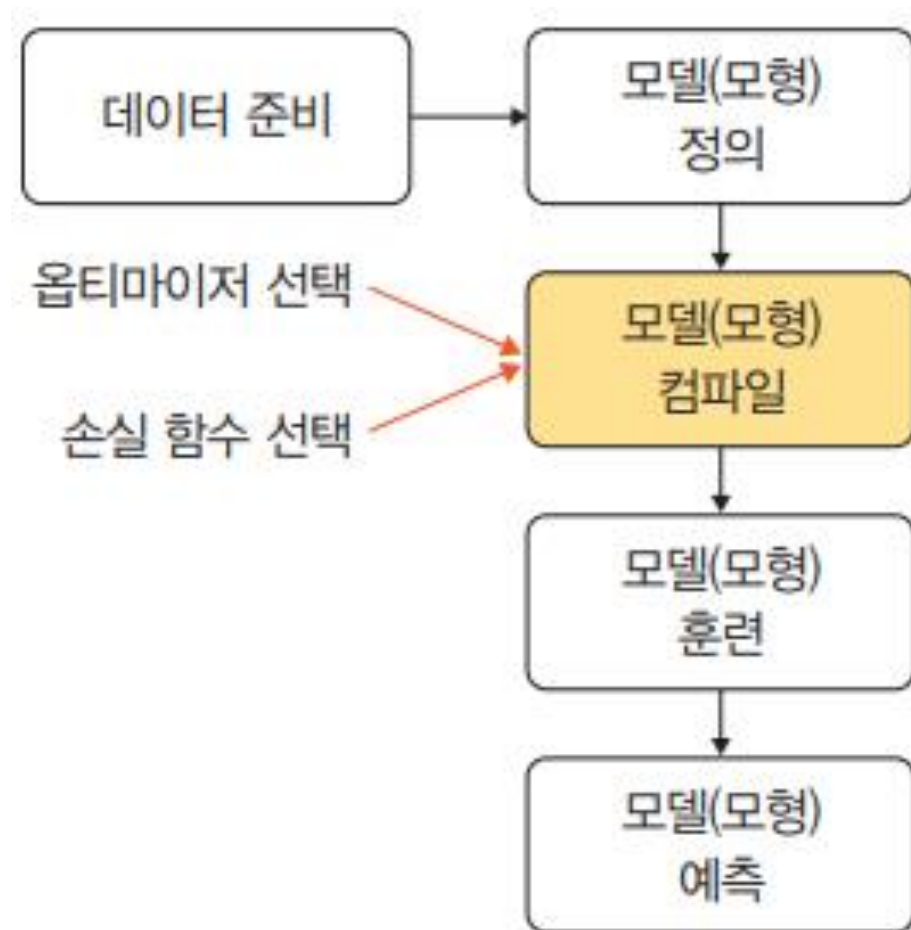 데이터 준비
모델(모형)
정의
옵티마이저 선택
손실 함수 선택
모델(모형)
컴파일
모델(모형)
훈련
모델(모형)
예측